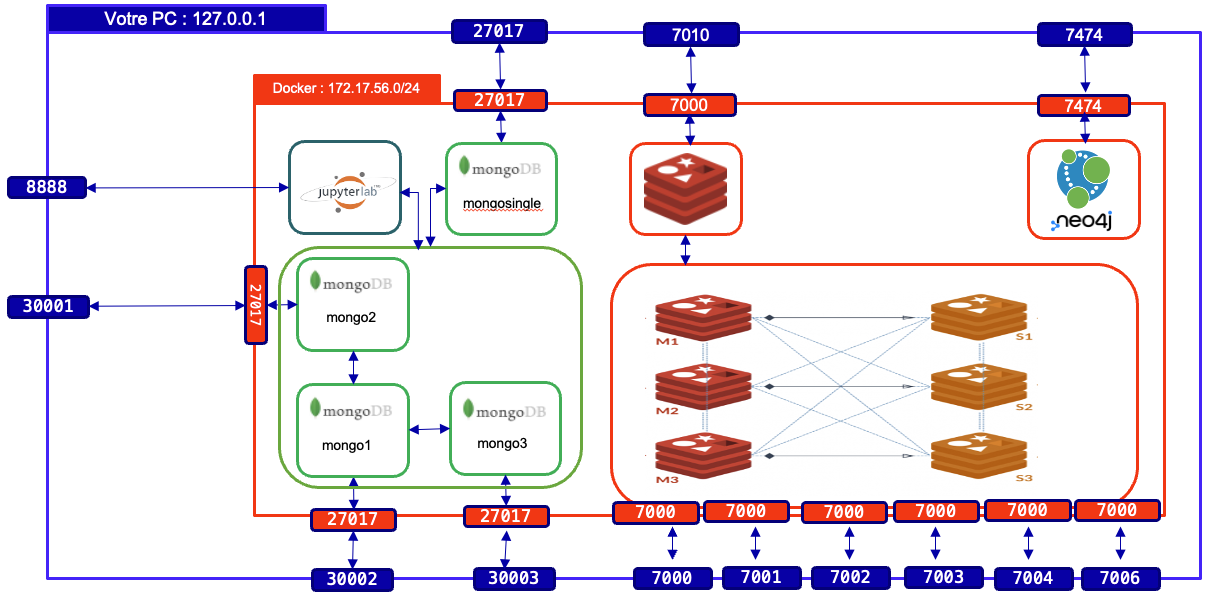 Votre PC : 127.0.0.1
27017
7010
7474
Docker : 172.17.56.0/24
27017
7000
7474
8888
jupyterlab
mongoDB
mongosingle
neo4j
30001
27017
mongoDB
mongo2
M1
S1
M2
S2
mongoDB
mongo1
mongoDB
mongo3
M3
S3
27017
27017
7000
7000
7000
7000
7000
7000
30002
30003
7000
7001
7002
7003
7004
7006